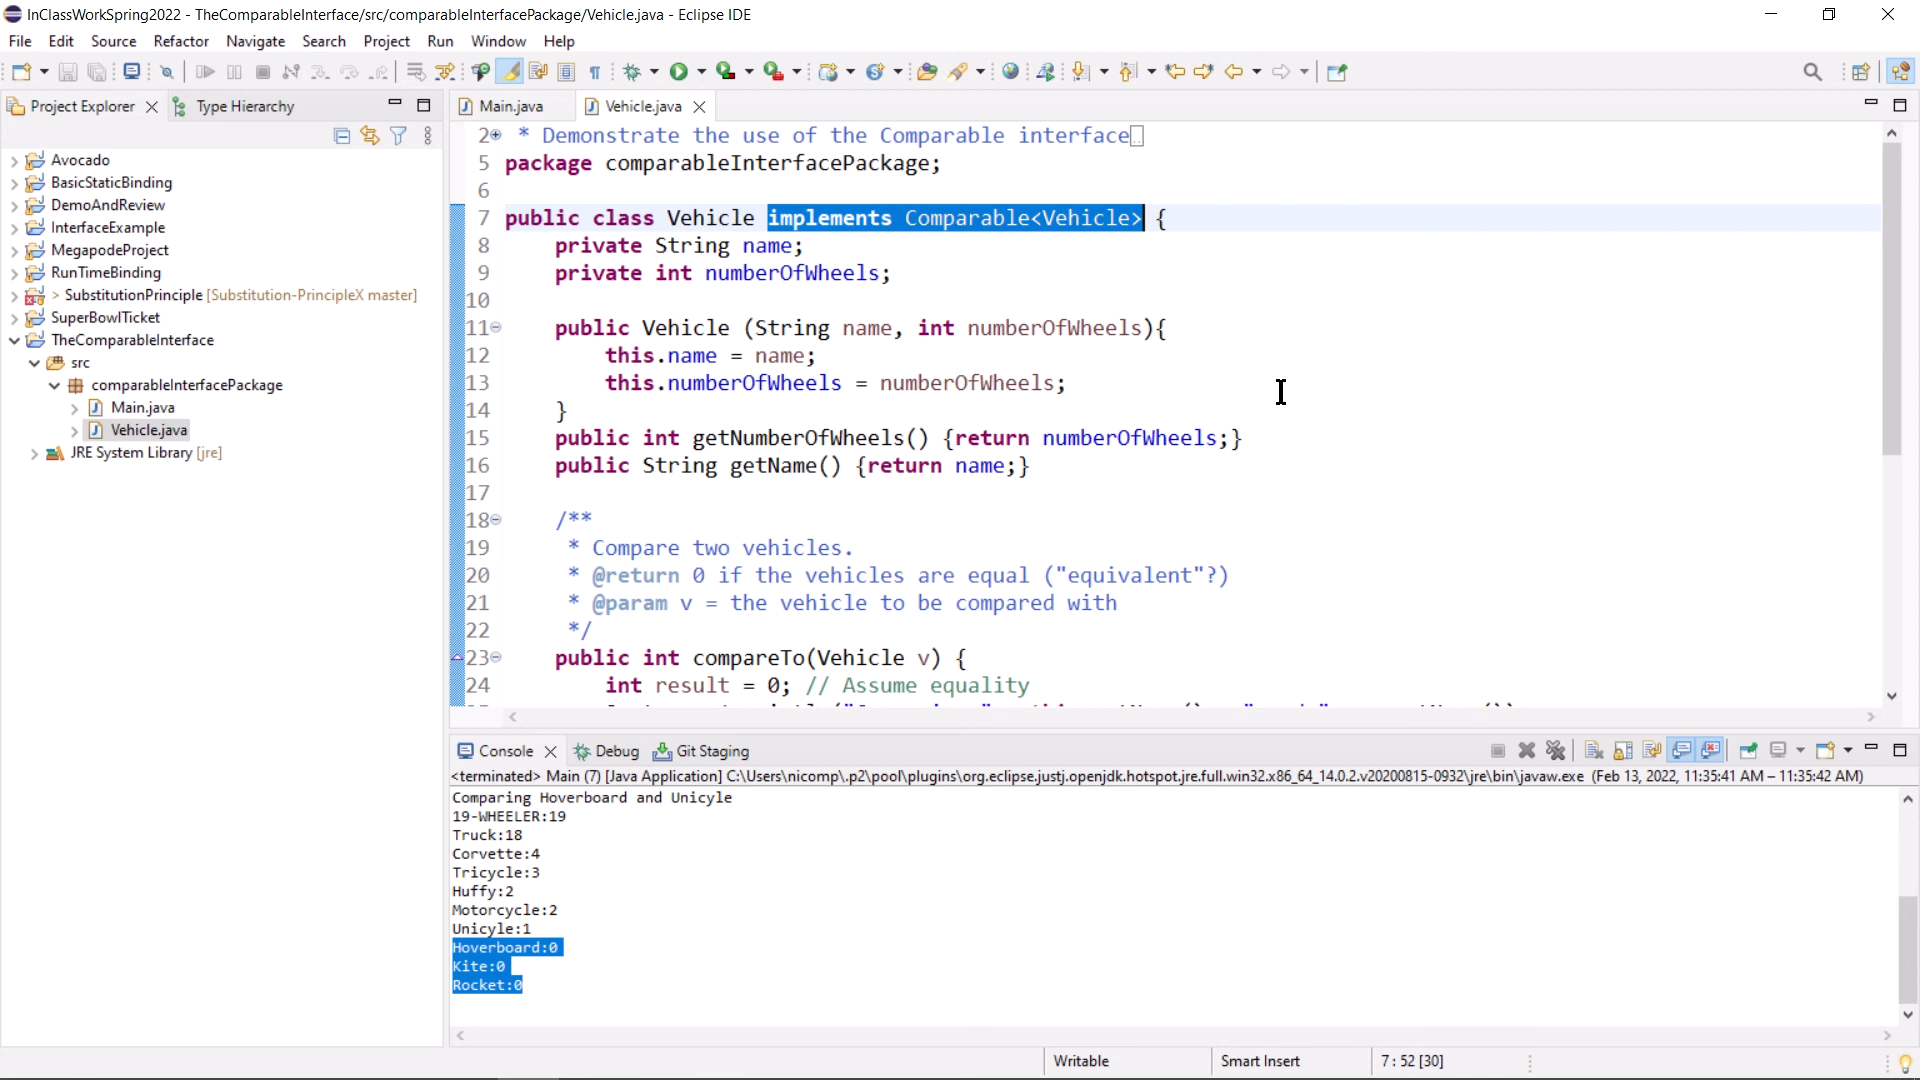 InClassWorkSpring2022 - TheComparableInterface/src/comparableInterfacePackage/Vehicle.java - Eclipse IDE
File Edit Source Refactor Navigate Search Project Run Window Help
Project Explorer Type Hierarchy
Avocado
BasicStaticBinding
DemoAndReview
InterfaceExample
MegapodeProject
RunTimeBinding
> SubstitutionPrinciple [Substitution-PrincipleX master]
SuperBowlTicket
TheComparableInterface
src
comparableInterfacePackage
Main.java
Vehicle.java
JRE System Library [jre]
Main.java Vehicle.java
2 * Demonstrate the use of the Comparable interface
5 package comparableInterfacePackage;
6
7 public class Vehicle implements Comparable<Vehicle> {
8 private String name;
9 private int numberOfWheels;
10
11 public Vehicle (String name, int numberOfWheels){
12 this.name = name;
13 this.numberOfWheels = numberOfWheels;
14 }
15 public int getNumberOfWheels() {return numberOfWheels;}
16 public String getName() {return name;}
17
18 /**
19 * Compare two vehicles.
20 * @return 0 if the vehicles are equal ("equivalent"?)
21 * @param v = the vehicle to be compared with
22 */
23 public int compareTo(Vehicle v) {
24 int result = 0; // Assume equality
Console Debug Git Staging
<terminated> Main (7) [Java Application] C:\Users\nicomp\.p2\pool\plugins\org.eclipse.justj.openjdk.hotspot.jre.full.win32.x86_64_14.0.2.v20200815-0932\jre\bin\javaw.exe (Feb 13, 2022, 11:35:41 AM – 11:35:42 AM)
Comparing Hoverboard and Unicyle
19-WHEELER:19
Truck:18
Corvette:4
Tricycle:3
Huffy:2
Motorcycle:2
Unicyle:1
Hoverboard:0
Kite:0
Rocket:0
Writable Smart Insert 7 : 52 [30]